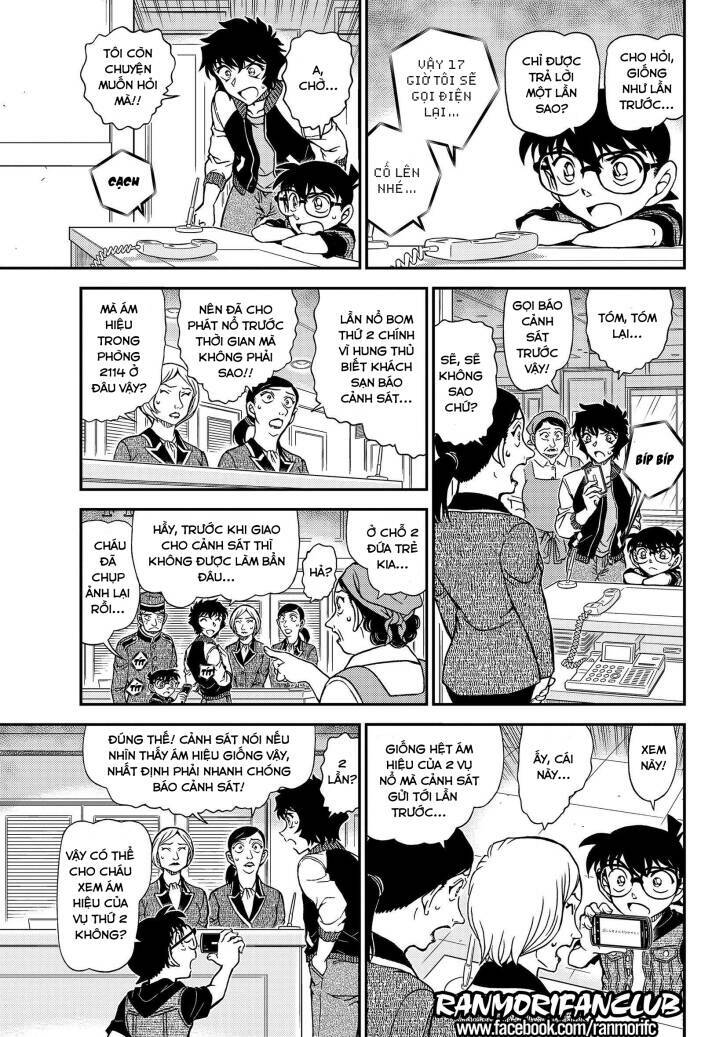 CHO HỎI,
GIỐNG
NHƯ LẦN
TRƯỚC...
CHỈ ĐƯỢC
TRẢ LỜI
MỘT LẦN
SAO?
VẬY 17
GIỜ TÔI SẼ
GỌI ĐIỆN
LẠI...
CỐ LÊN
NHÉ...
A,
CHỜ...
TÔI CÒN
CHUYỆN
MUỐN HỎI
MÀ!!
CẠCH
TÓM, TÓM
LẠI...
GỌI BÁO
CẢNH
SÁT
TRƯỚC
VẬY!
SẼ, SẼ
KHÔNG
SAO
CHỨ?
BÍP BÍP
LẦN NỔ BOM
THỨ 2 CHÍNH
VÌ HUNG THỦ
BIẾT KHÁCH
SẠN BÁO
CẢNH SÁT...
NÊN ĐÃ CHO
PHÁT NỔ TRƯỚC
THỜI GIAN MÀ
KHÔNG PHẢI
SAO!!
MÀ ÁM
HIỆU
TRONG
PHÒNG
2114 Ở
ĐÂU VẬY?
Ở CHỖ 2
ĐỨA TRẺ
KIA...
HẢ?
HẦY, TRƯỚC KHI GIAO
CHO CẢNH SÁT THÌ
KHÔNG ĐƯỢC LÀM BẨN
ĐÂU...
CHÁU
ĐÃ
CHỤP
ẢNH LẠI
RỒI...
XEM
NÀY!
ẤY, CÁI
NÀY...
GIỐNG HỆT ÁM
HIỆU CỦA 2 VỤ
NỔ MÀ CẢNH SÁT
GỬI TỚI LẦN
TRƯỚC...
2
LẦN?
ĐÚNG THẾ! CẢNH SÁT NÓI NẾU
NHÌN THẤY ÁM HIỆU GIỐNG VẬY,
NHẤT ĐỊNH PHẢI NHANH CHÓNG
BÁO CẢNH SÁT!
VẬY CÓ THỂ
CHO CHÁU
XEM ÁM
HIỆU CỦA
VỤ THỨ 2
KHÔNG?
RANMORIFANCLUB
www.facebook.com/ranmorifc